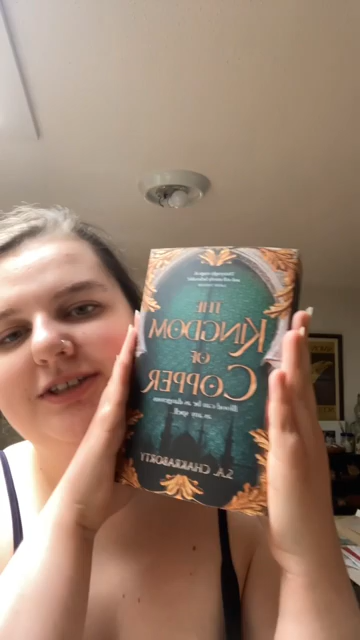 THE
KINGDOM
OF
COPPER
Blood can be as dangerous
as any spell
S.A. CHAKRABORTY